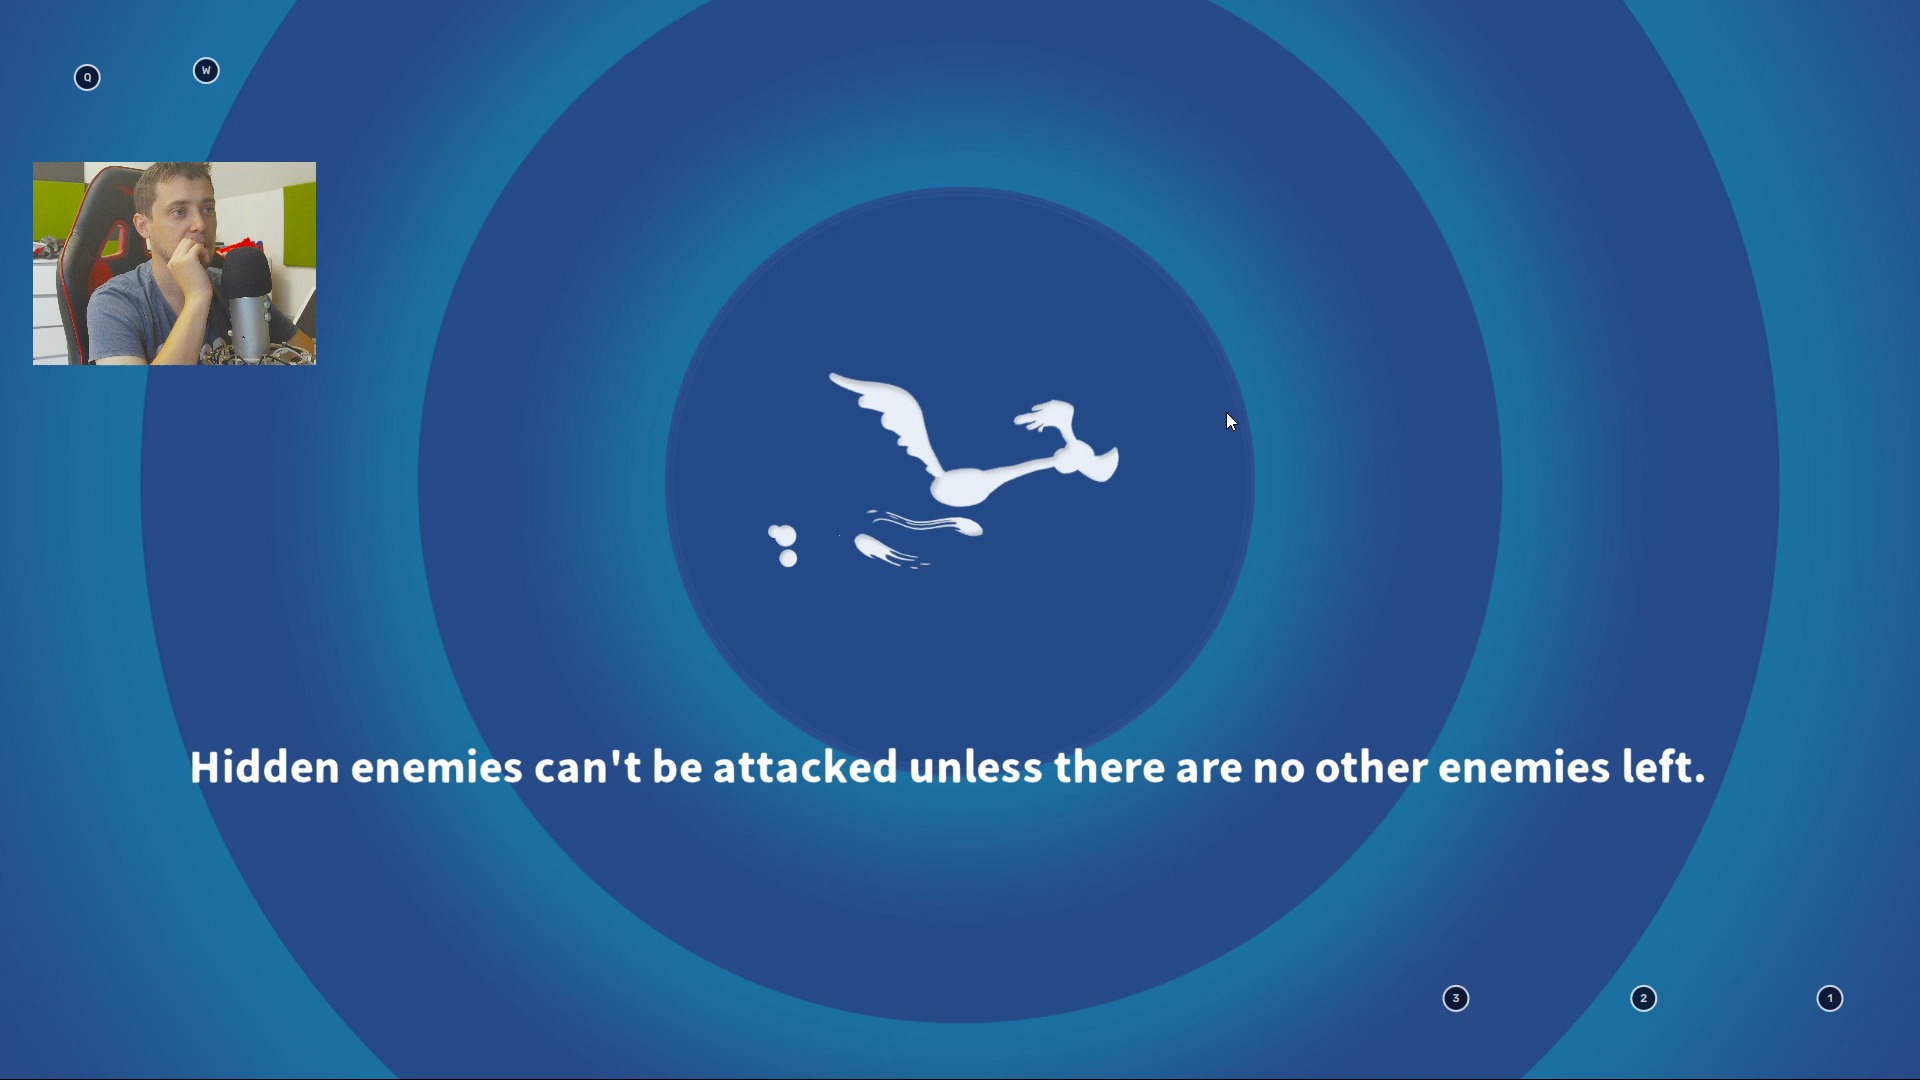 Q
W
Hidden enemies can't be attacked unless there are no other enemies left.
3
2
1